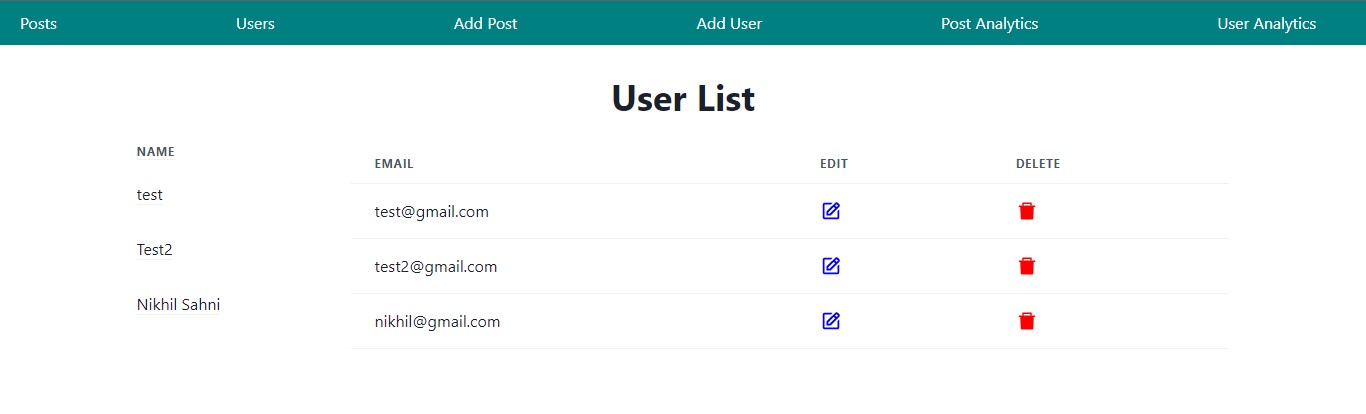 Posts Users Add Post Add User Post Analytics User Analytics
User List
NAME EMAIL EDIT DELETE
test test@gmail.com
Test2 test2@gmail.com
Nikhil Sahni nikhil@gmail.com